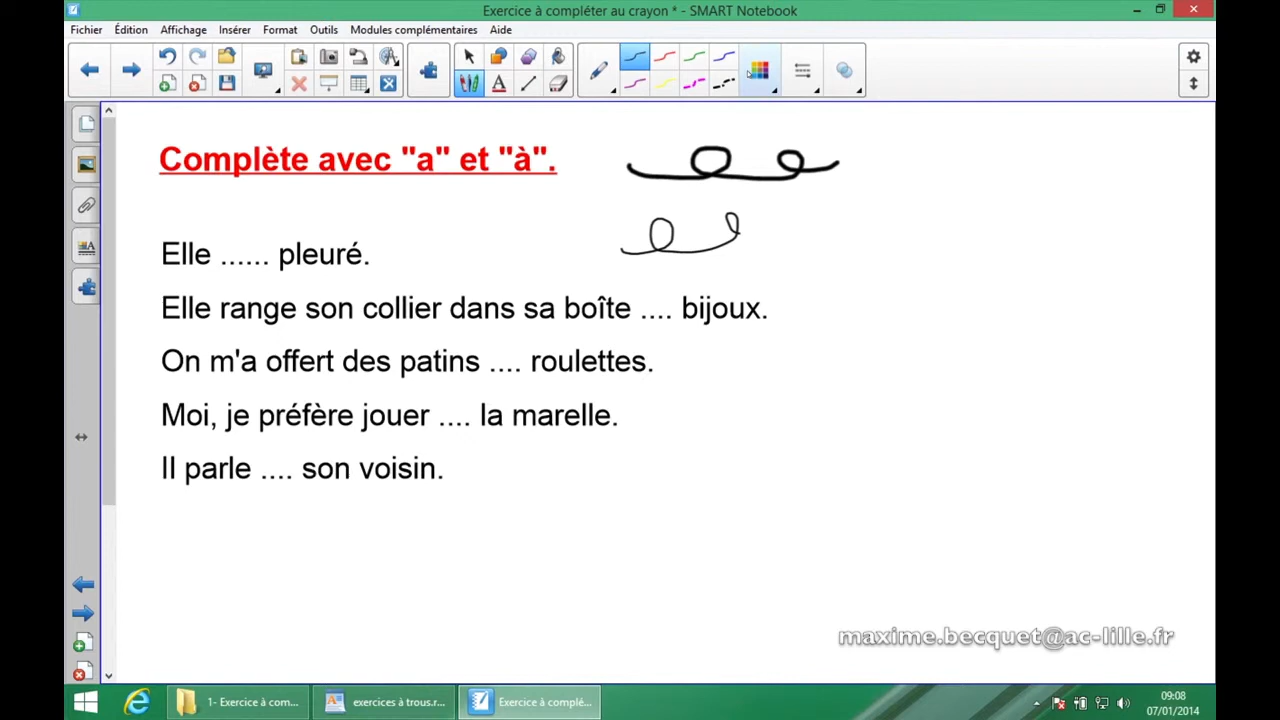 Exercice à compléter au crayon * - SMART Notebook
Fichier Édition Affichage Insérer Format Outils Modules complémentaires Aide
Complète avec "a" et "à".
Elle ...... pleuré.
Elle range son collier dans sa boîte .... bijoux.
On m'a offert des patins .... roulettes.
Moi, je préfère jouer .... la marelle.
Il parle .... son voisin.
maxime.becquet@ac-lille.fr
1- Exercice à com... exercices à trous.r... Exercice à complé... 09:08
07/01/2014